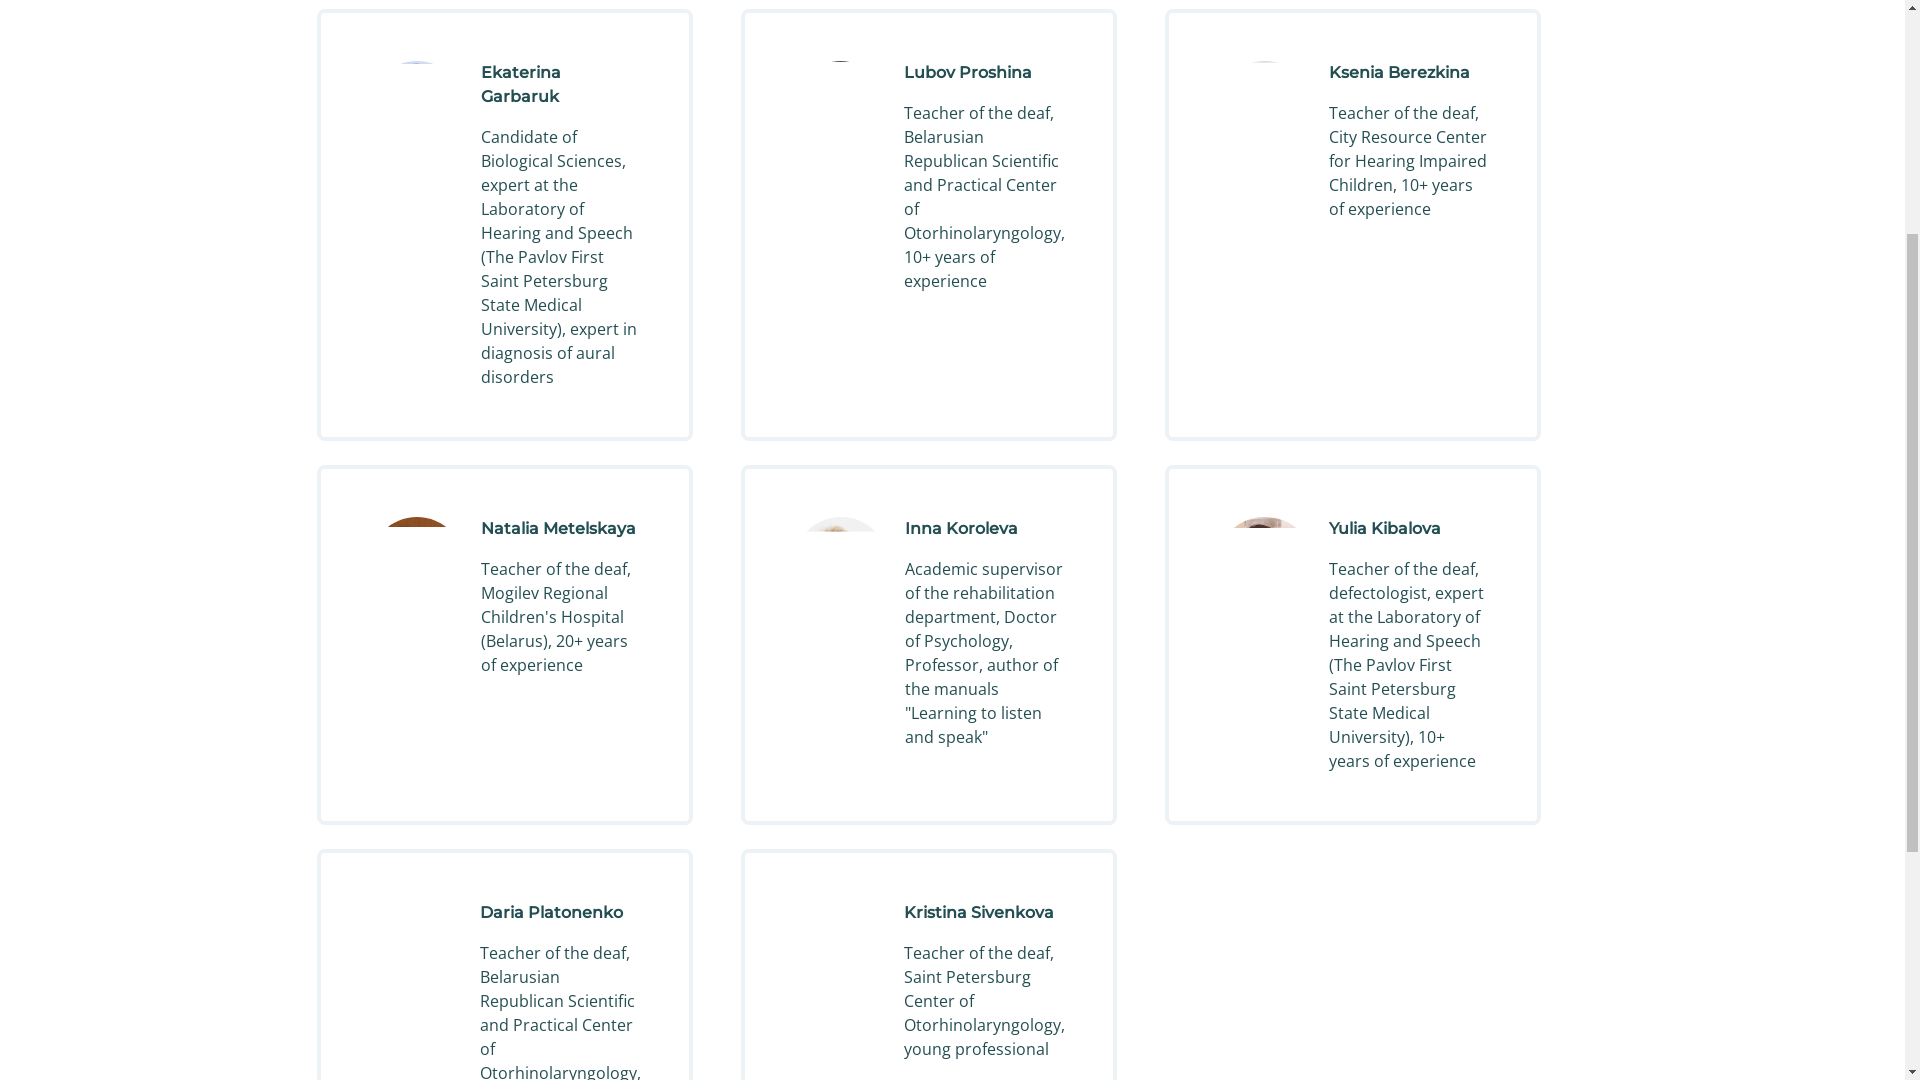 Ekaterina
Garbaruk
Candidate of
Biological Sciences,
expert at the
Laboratory of
Hearing and Speech
(The Pavlov First
Saint Petersburg
State Medical
University), expert in
diagnosis of aural
disorders
Lubov Proshina
Teacher of the deaf,
Belarusian
Republican Scientific
and Practical Center
of
Otorhinolaryngology,
10+ years of
experience
Ksenia Berezkina
Teacher of the deaf,
City Resource Center
for Hearing Impaired
Children, 10+ years
of experience
Natalia Metelskaya
Teacher of the deaf,
Mogilev Regional
Children's Hospital
(Belarus), 20+ years
of experience
Inna Koroleva
Academic supervisor
of the rehabilitation
department, Doctor
of Psychology,
Professor, author of
the manuals
"Learning to listen
and speak"
Yulia Kibalova
Teacher of the deaf,
defectologist, expert
at the Laboratory of
Hearing and Speech
(The Pavlov First
Saint Petersburg
State Medical
University), 10+
years of experience
Daria Platonenko
Teacher of the deaf,
Belarusian
Republican Scientific
and Practical Center
of
Otorhinolaryngology,
Kristina Sivenkova
Teacher of the deaf,
Saint Petersburg
Center of
Otorhinolaryngology,
young professional